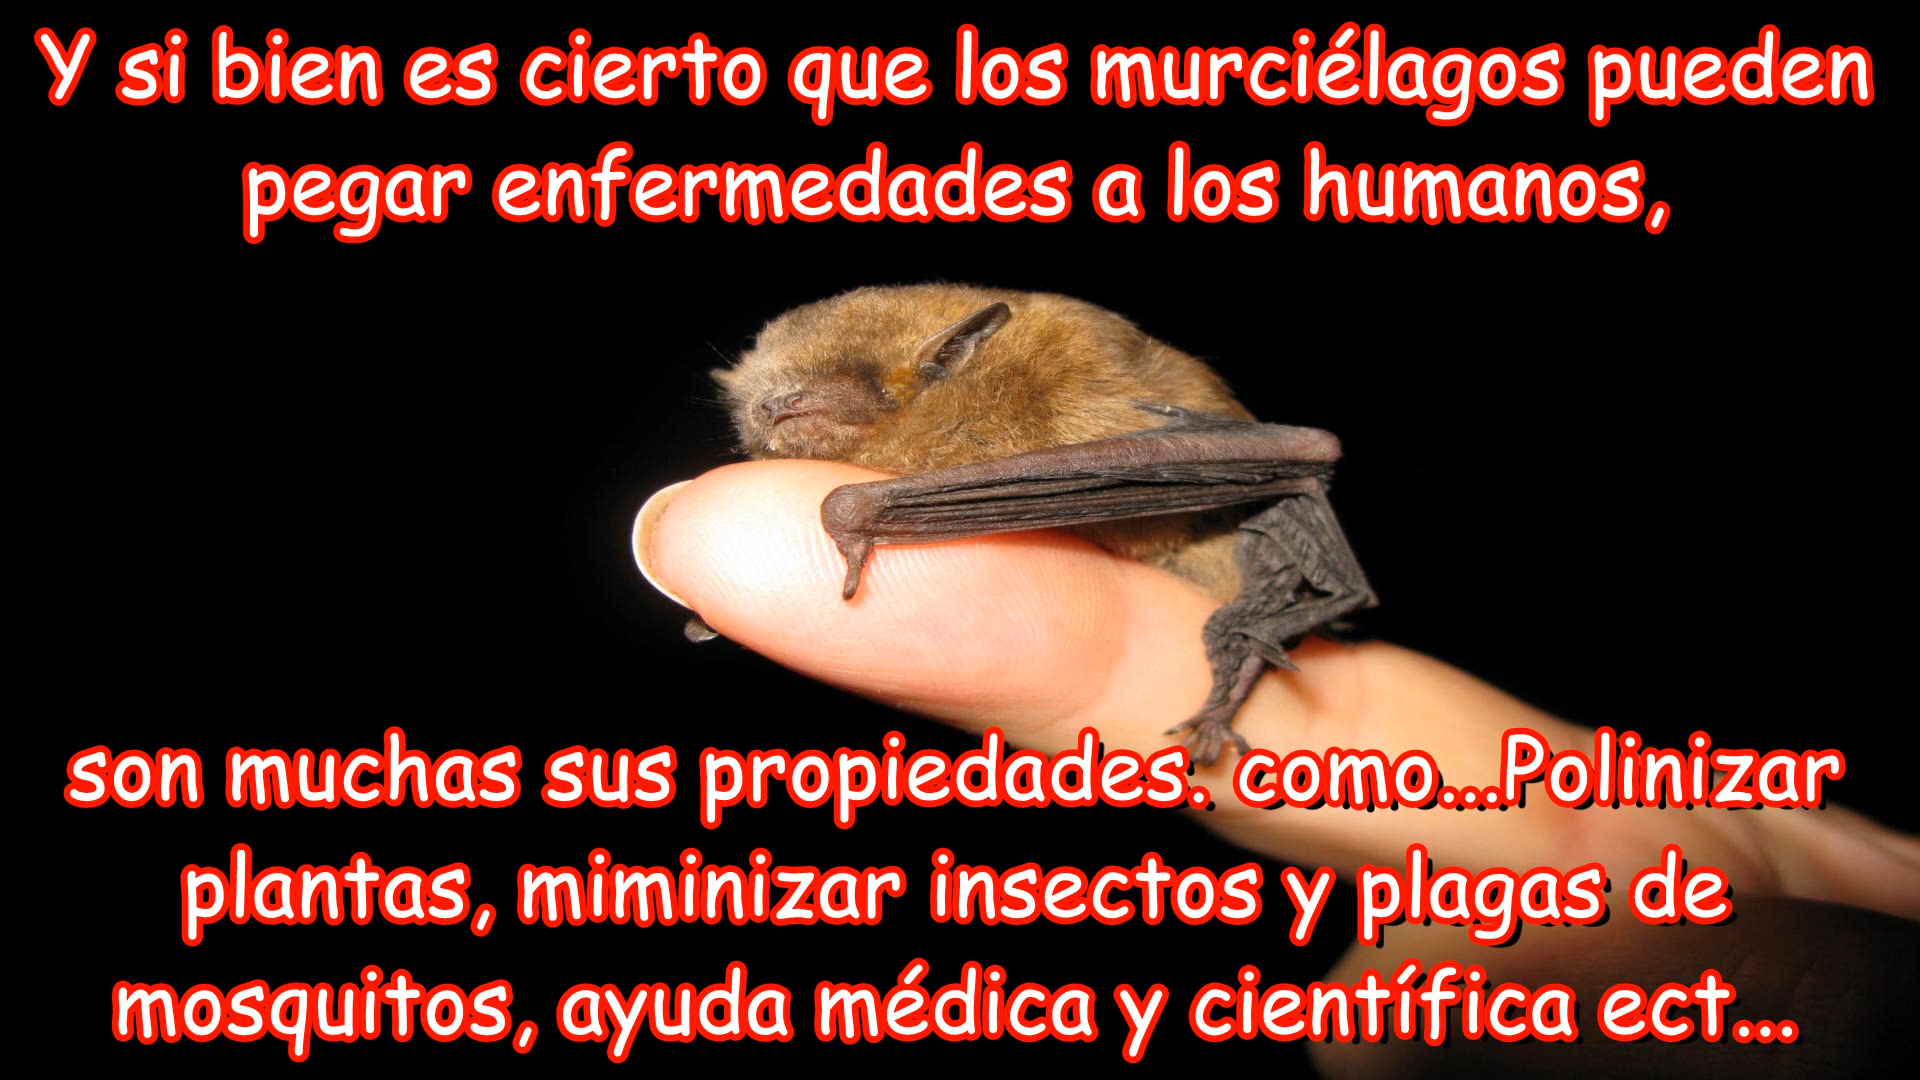 Y si bien es cierto que los murciélagos pueden
pegar enfermedades a los humanos,
son muchas sus propiedades. como...Polinizar
plantas, miminizar insectos y plagas de
mosquitos, ayuda médica y científica ect...